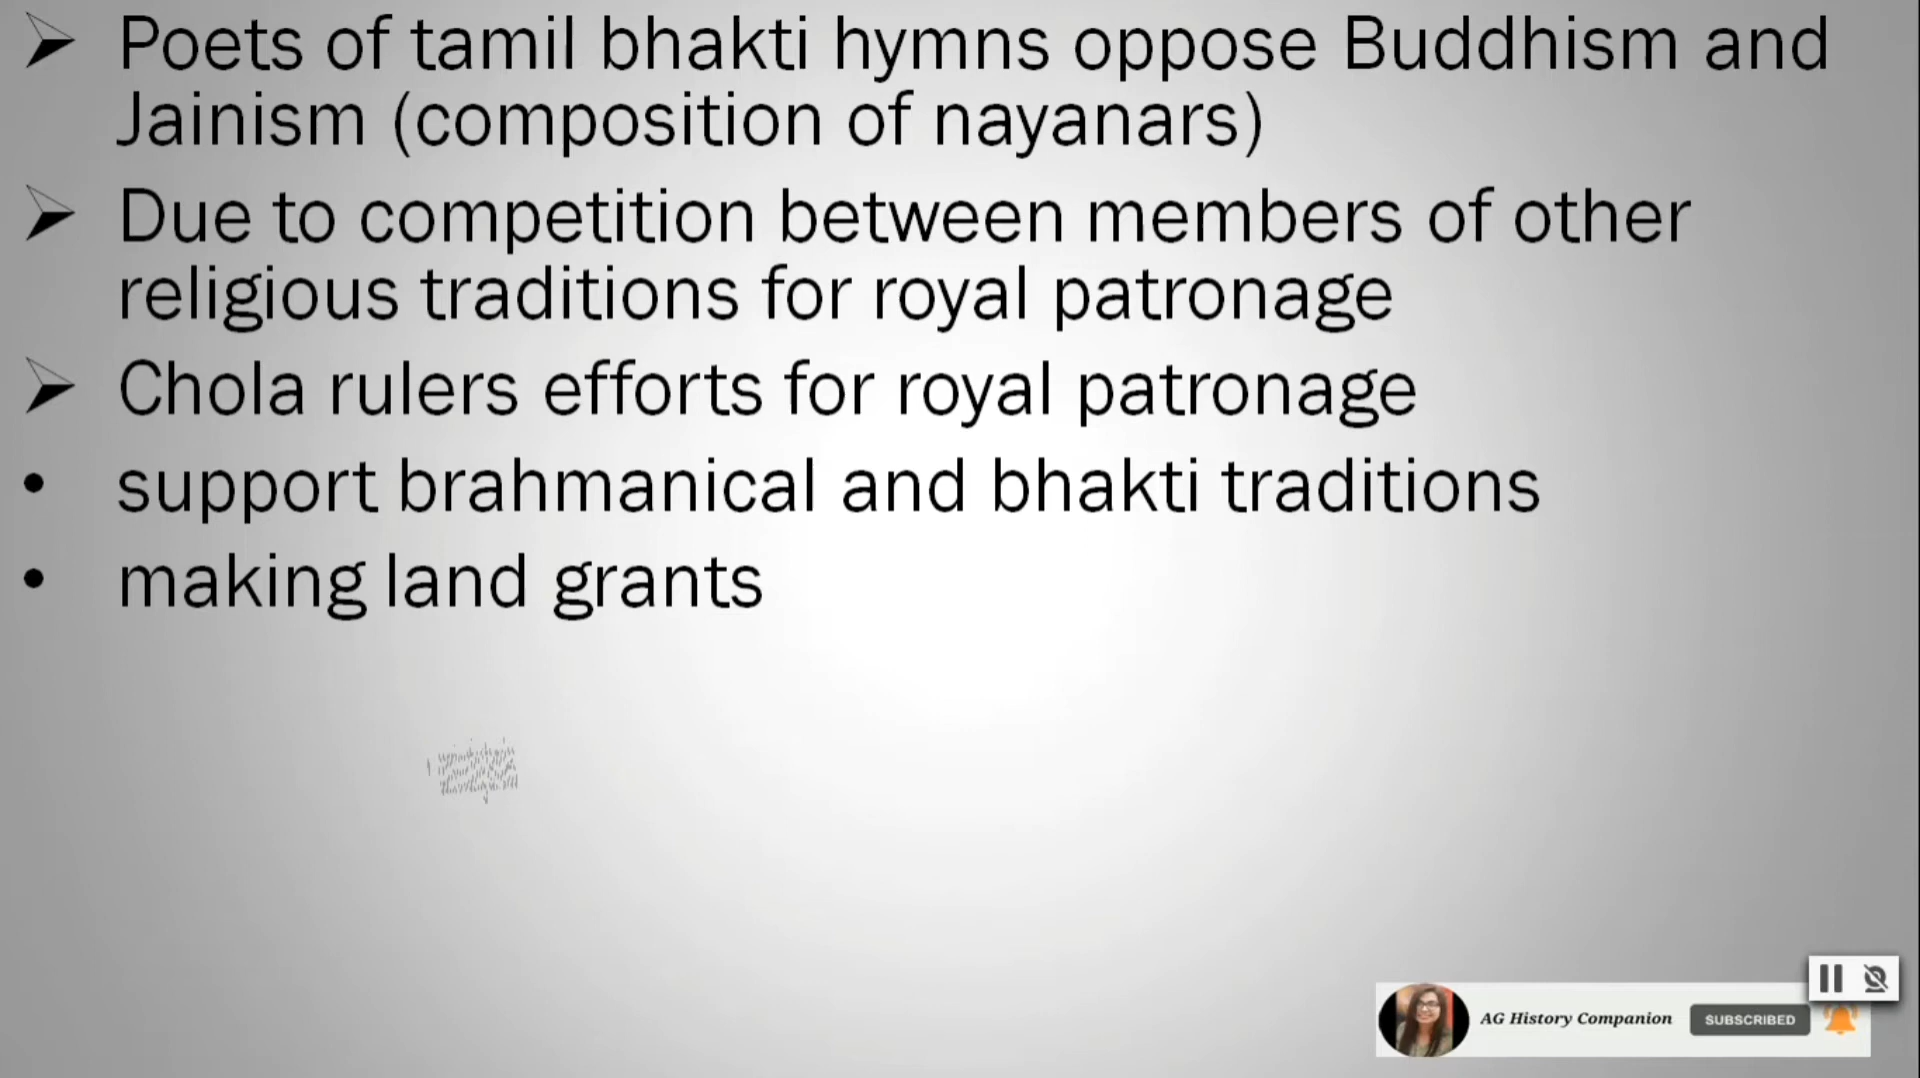 Poets of tamil bhakti hymns oppose Buddhism and
Jainism (composition of nayanars)
Due to competition between members of other
religious traditions for royal patronage
Chola rulers efforts for royal patronage
• support brahmanical and bhakti traditions
• making land grants
AG History Companion
SUBSCRIBED